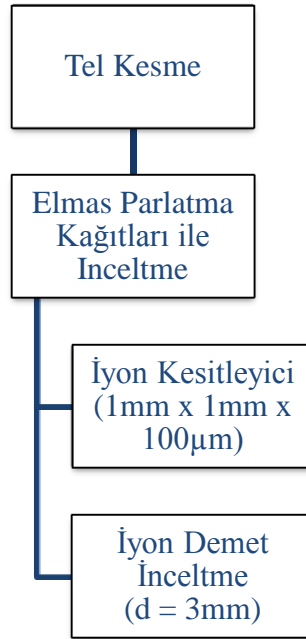 Tel Kesme
Elmas Parlatma
Kağıtları ile
Inceltme
İyon Kesitleyici
(1mm x 1mm x
100µm)
İyon Demet
İnceltme
(d = 3mm)